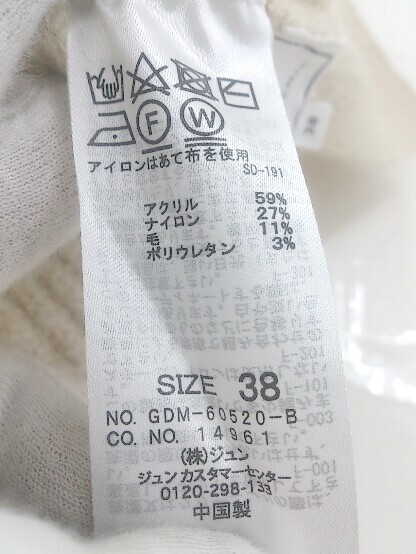 F W
アイロンはあて布を使用
SD-191
アクリル 59%
ナイロン 27%
毛 11%
ポリウレタン 3%
SIZE 38
NO. GDM-60520-B
CO. NO. 14961
(株)ジュン
ジュンカスタマーセンター
0120-298-133
中国製